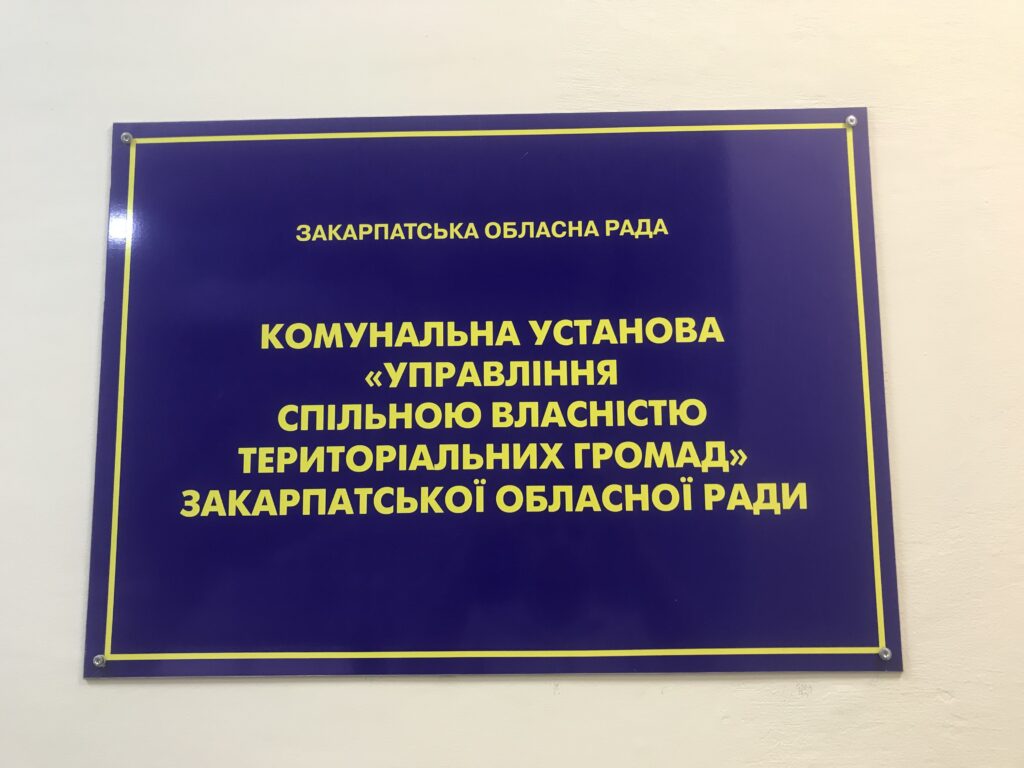 ЗАКАРПАТСЬКА ОБЛАСНА РАДА
КОМУНАЛЬНА УСТАНОВА
«УПРАВЛІННЯ
СПІЛЬНОЮ ВЛАСНІСТЮ
ТЕРИТОРІАЛЬНИХ ГРОМАД»
ЗАКАРПАТСЬКОЇ ОБЛАСНОЇ РАДИ